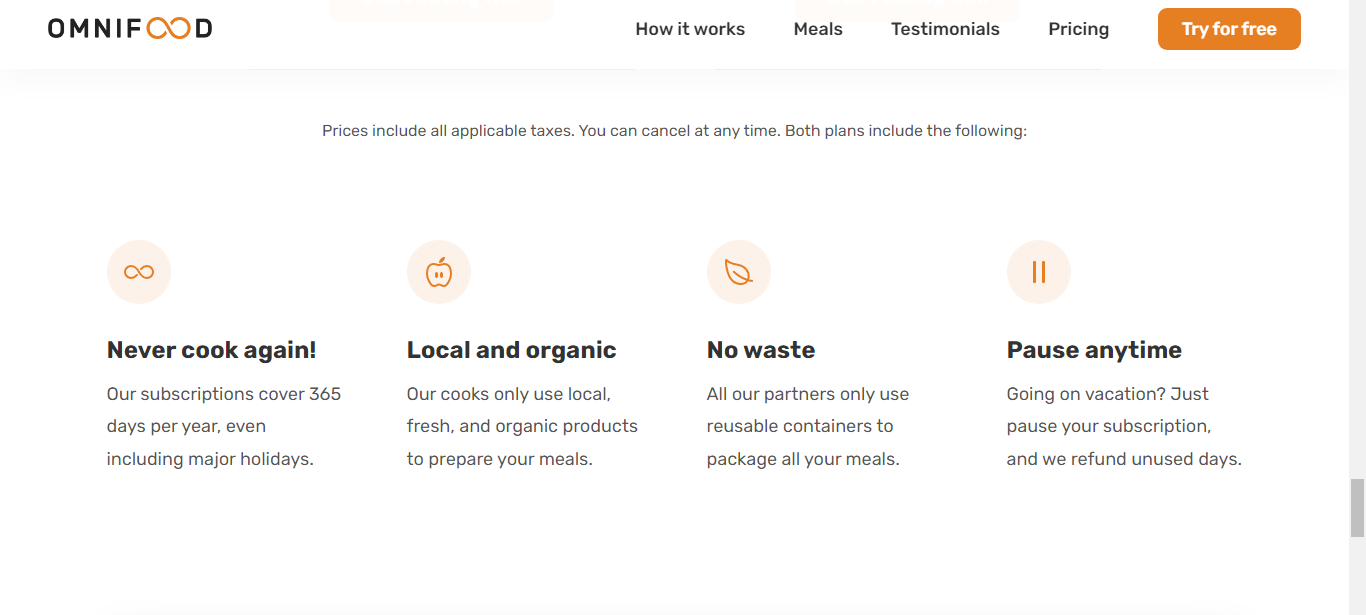 OMNIFOOD
How it works
Meals
Testimonials
Pricing
Try for free
Prices include all applicable taxes. You can cancel at any time. Both plans include the following:
Never cook again!
Our subscriptions cover 365
days per year, even
including major holidays.
Local and organic
Our cooks only use local,
fresh, and organic products
to prepare your meals.
No waste
All our partners only use
reusable containers to
package all your meals.
Pause anytime
Going on vacation? Just
pause your subscription,
and we refund unused days.